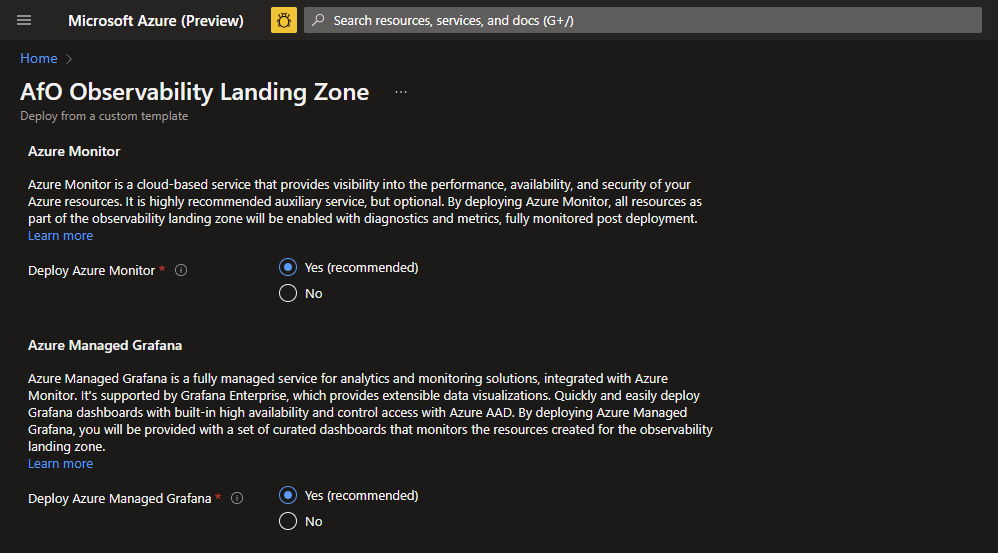 Microsoft Azure (Preview)
Search resources, services, and docs (G+/)
Home
AfO Observability Landing Zone
...
Deploy from a custom template
Azure Monitor
Azure Monitor is a cloud-based service that provides visibility into the performance, availability, and security of your
Azure resources. It is highly recommended auxiliary service, but optional. By deploying Azure Monitor, all resources as
part of the observability landing zone will be enabled with diagnostics and metrics, fully monitored post deployment.
Learn more
Deploy Azure Monitor *
Yes (recommended)
No
Azure Managed Grafana
Azure Managed Grafana is a fully managed service for analytics and monitoring solutions, integrated with Azure
Monitor. It's supported by Grafana Enterprise, which provides extensible data visualizations. Quickly and easily deploy
Grafana dashboards with built-in high availability and control access with Azure AAD. By deploying Azure Managed
Grafana, you will be provided with a set of curated dashboards that monitors the resources created for the observability
landing zone.
Learn more
Deploy Azure Managed Grafana *
Yes (recommended)
No